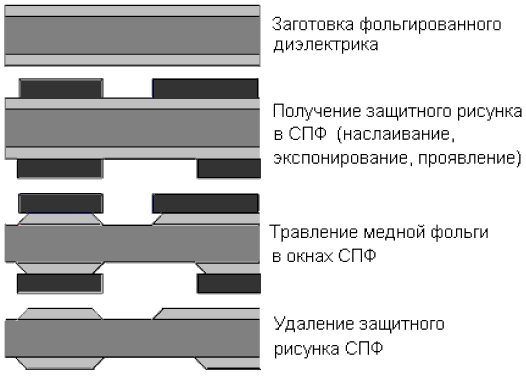 Заготовка фольгированного
диэлектрика
Получение защитного рисунка
в СПФ (наслаивание,
экспонирование, проявление)
Травление медной фольги
в окнах СПФ
Удаление защитного
рисунка СПФ